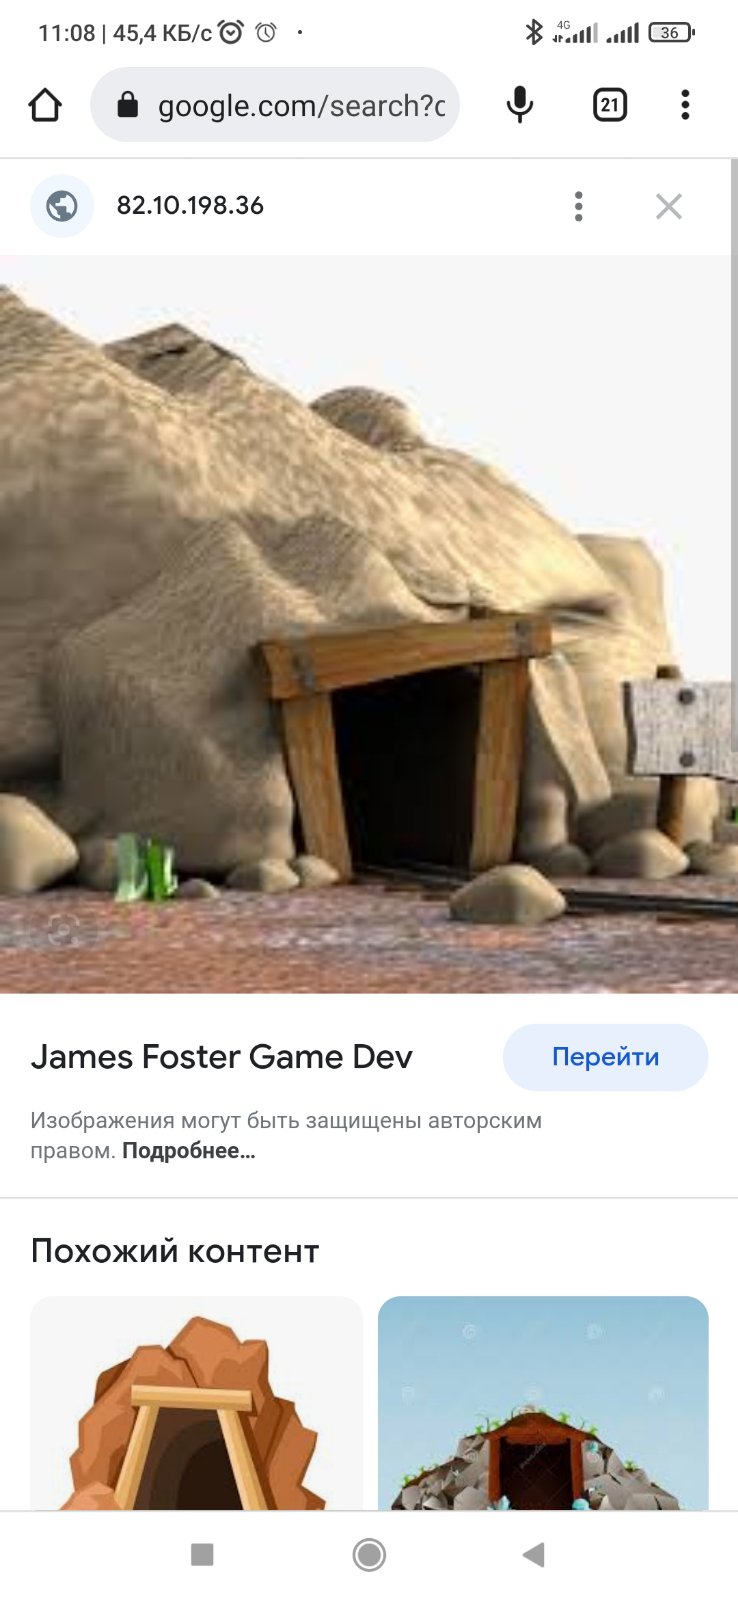 11:08 | 45,4 КБ/с 4G 36
google.com/search?c 21
82.10.198.36
James Foster Game Dev
Перейти
Изображения могут быть защищены авторским
правом. Подробнее…
Похожий контент